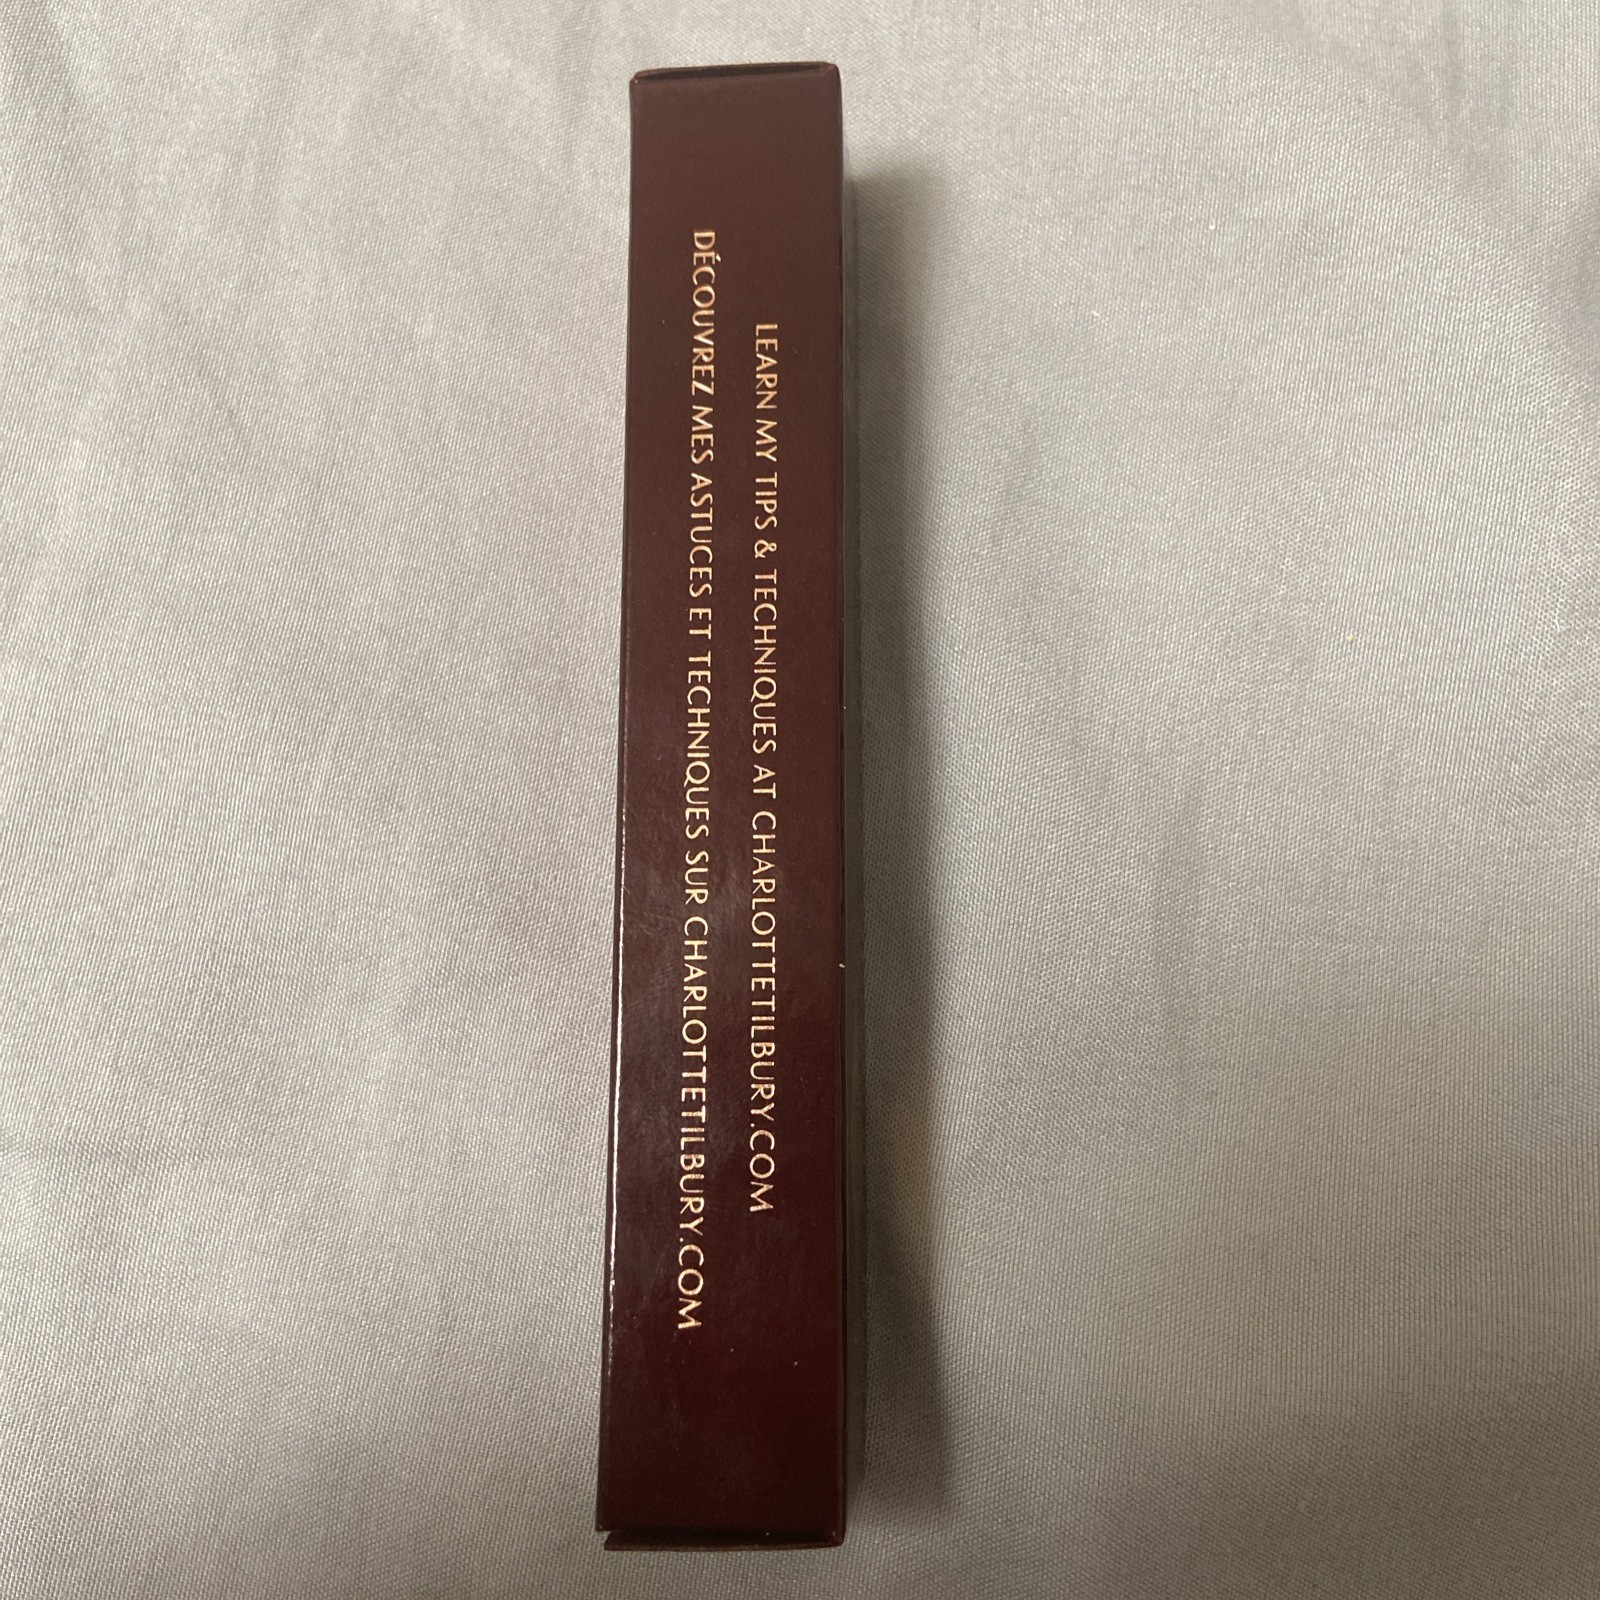 LEARN MY TIPS & TECHNIQUES AT CHARLOTTETILBURY.COM
DÉCOUVREZ MES ASTUCES ET TECHNIQUES SUR CHARLOTTETILBURY.COM